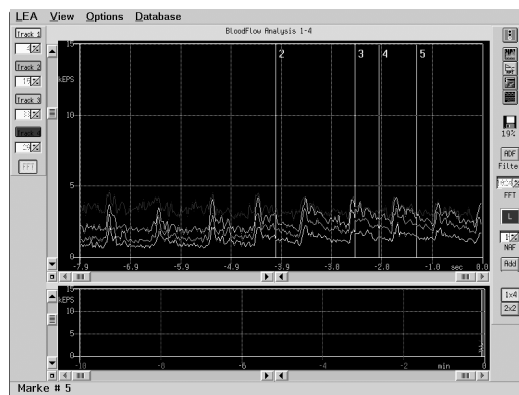 LEA View Options Database
BloodFlow Analysis 1-4
Track 1
Track 2
Track 3
15
kEPS
10
5
0
2 3 4 5
-7.9 -6.9 -5.9 -4.9 -3.9 -3.0 -2.0 -1.0 sec 0.0
FFT
19%
ADF
Filte
FFT
L
1%
NAF
Add
1x4
2x2
15
kEPS
10
5
0
-10 -8 -6 -4 -2 min 0
Marke # 5